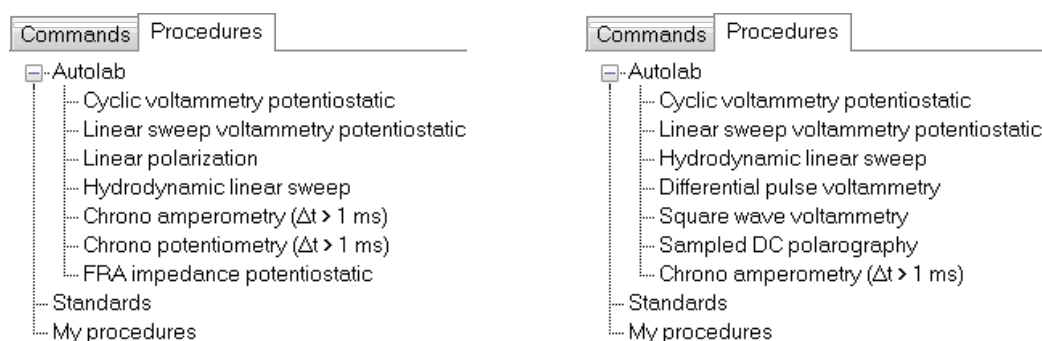 Commands Procedures
Autolab
Cyclic voltammetry potentiostatic
Linear sweep voltammetry potentiostatic
Linear polarization
Hydrodynamic linear sweep
Chrono amperometry (Δt > 1 ms)
Chrono potentiometry (Δt > 1 ms)
FRA impedance potentiostatic
Standards
My procedures
Commands Procedures
Autolab
Cyclic voltammetry potentiostatic
Linear sweep voltammetry potentiostatic
Hydrodynamic linear sweep
Differential pulse voltammetry
Square wave voltammetry
Sampled DC polarography
Chrono amperometry (Δt > 1 ms)
Standards
My procedures